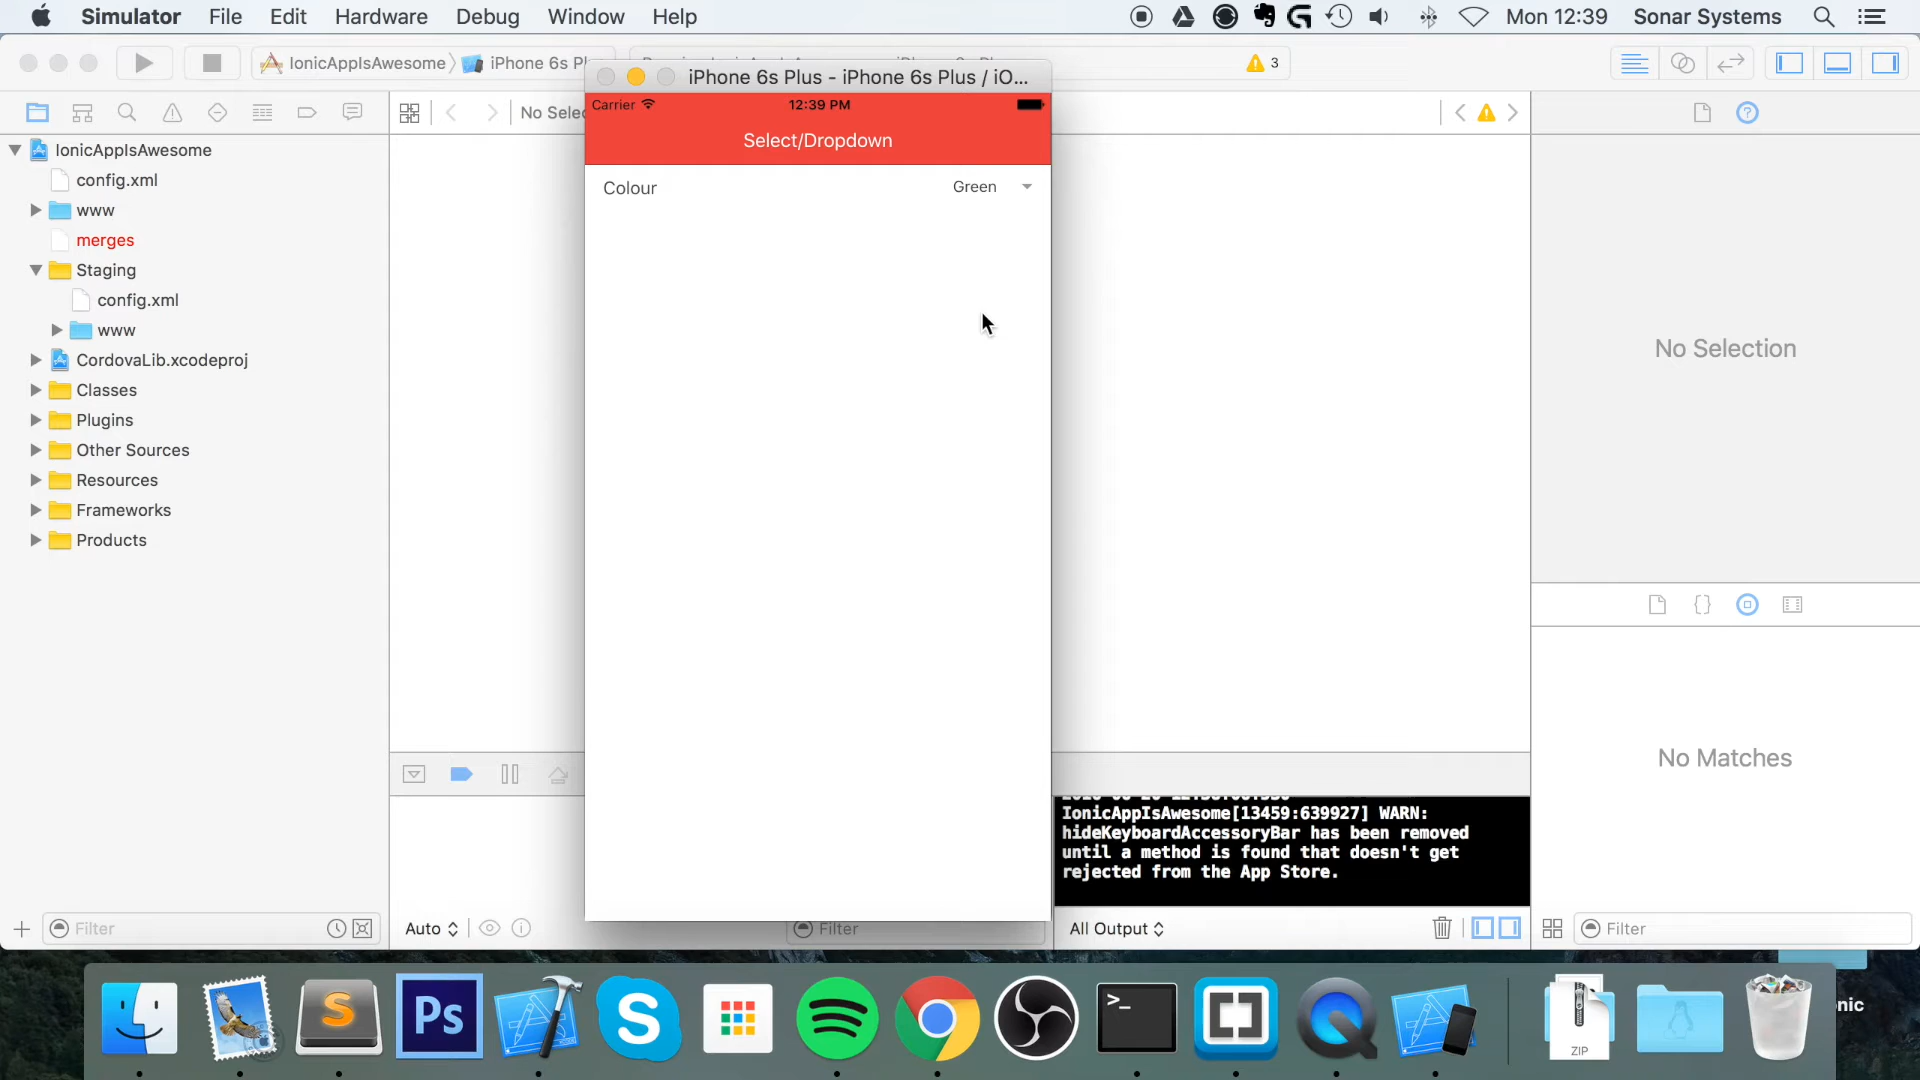 Simulator File Edit Hardware Debug Window Help Mon 12:39 Sonar Systems
IonicAppIsAwesome iPhone 6s Pl 3
iPhone 6s Plus - iPhone 6s Plus / iO...
No Selec
Carrier 12:39 PM
Select/Dropdown
Colour Green
IonicAppIsAwesome
config.xml
www
merges
Staging
config.xml
www
CordovaLib.xcodeproj
Classes
Plugins
Other Sources
Resources
Frameworks
Products
No Selection
No Matches
IonicAppIsAwesome[13459:639927] WARN:
hideKeyboardAccessoryBar has been removed
until a method is found that doesn't get
rejected from the App Store.
Filter Auto Filter All Output Filter
S Ps S >_ ZIP
nic